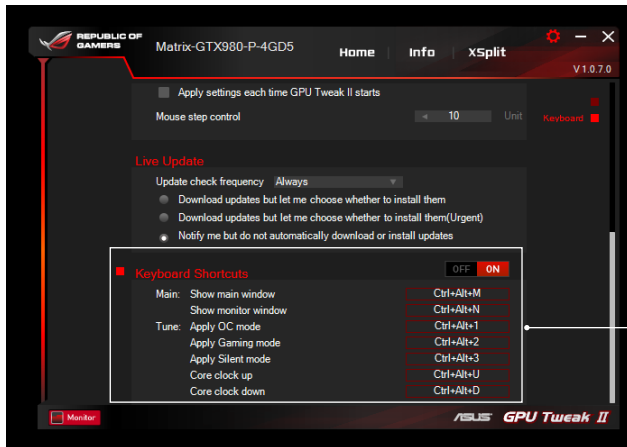 REPUBLIC OF
GAMERS
Matrix-GTX980-P-4GD5
Home
Info
XSplit
V 1.0.7.0
Apply settings each time GPU Tweak II starts
Mouse step control 10 Unit
Keyboard
Live Update
Update check frequency Always
Download updates but let me choose whether to install them
Download updates but let me choose whether to install them(Urgent)
Notify me but do not automatically download or install updates
Keyboard Shortcuts OFF ON
Main: Show main window Ctrl+Alt+M
Show monitor window Ctrl+Alt+N
Tune: Apply OC mode Ctrl+Alt+1
Apply Gaming mode Ctrl+Alt+2
Apply Silent mode Ctrl+Alt+3
Core clock up Ctrl+Alt+U
Core clock down Ctrl+Alt+D
Monitor
ASUS GPU Tweak II